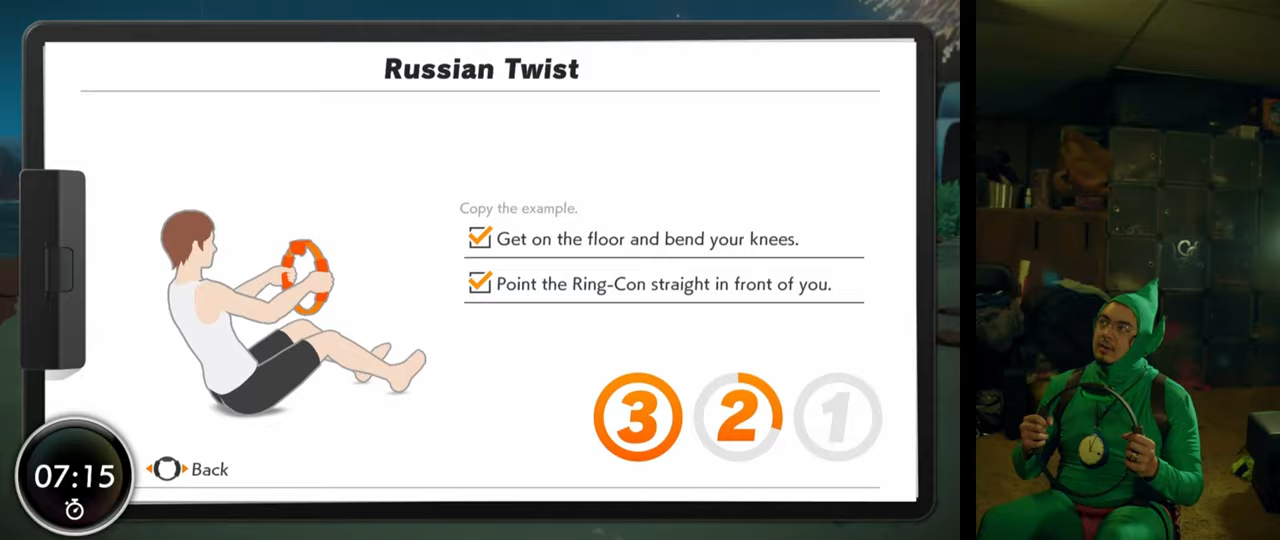 Russian Twist
Copy the example.
Get on the floor and bend your knees.
Point the Ring-Con straight in front of you.
3 2 1
Back
07:15